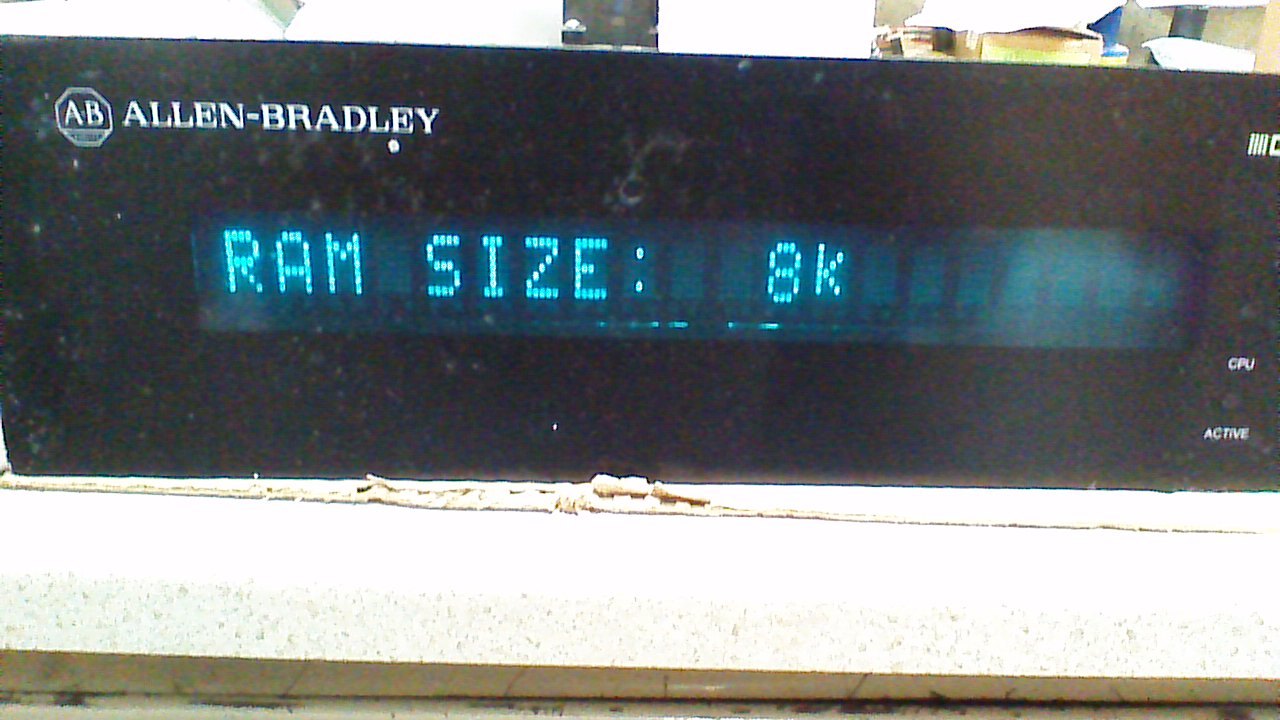 AB ALLEN-BRADLEY
RAM SIZE: 8K
CPU
ACTIVE